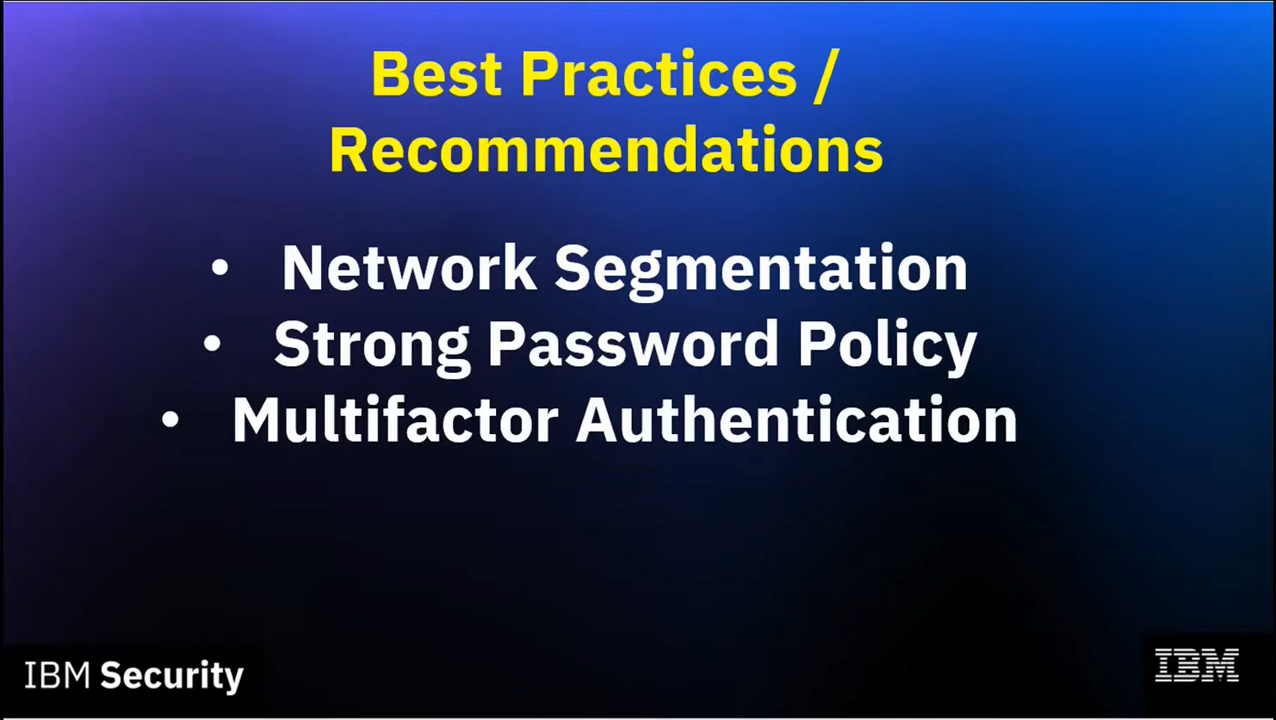 Best Practices /
Recommendations
• Network Segmentation
• Strong Password Policy
• Multifactor Authentication
IBM Security
IBM